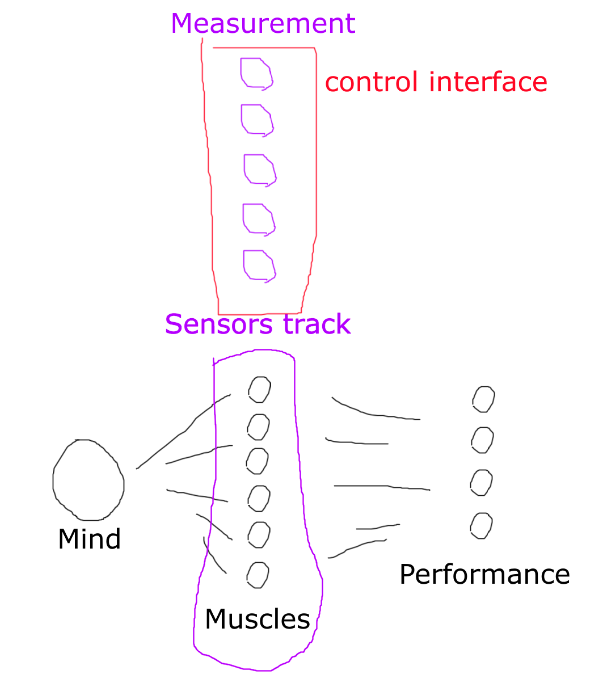 Measurement
control interface
Sensors track
Mind
Performance
Muscles